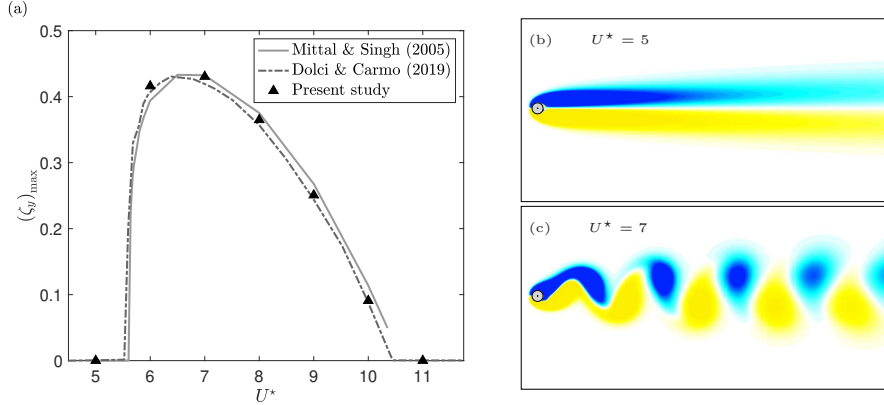 (a)
0.5
0.4
0.3
0.2
0.1
0
(ζy)max
5 6 7 8 9 10 11
U⋆
Mittal & Singh (2005)
Dolci & Carmo (2019)
Present study
(b) U⋆ = 5
(c) U⋆ = 7